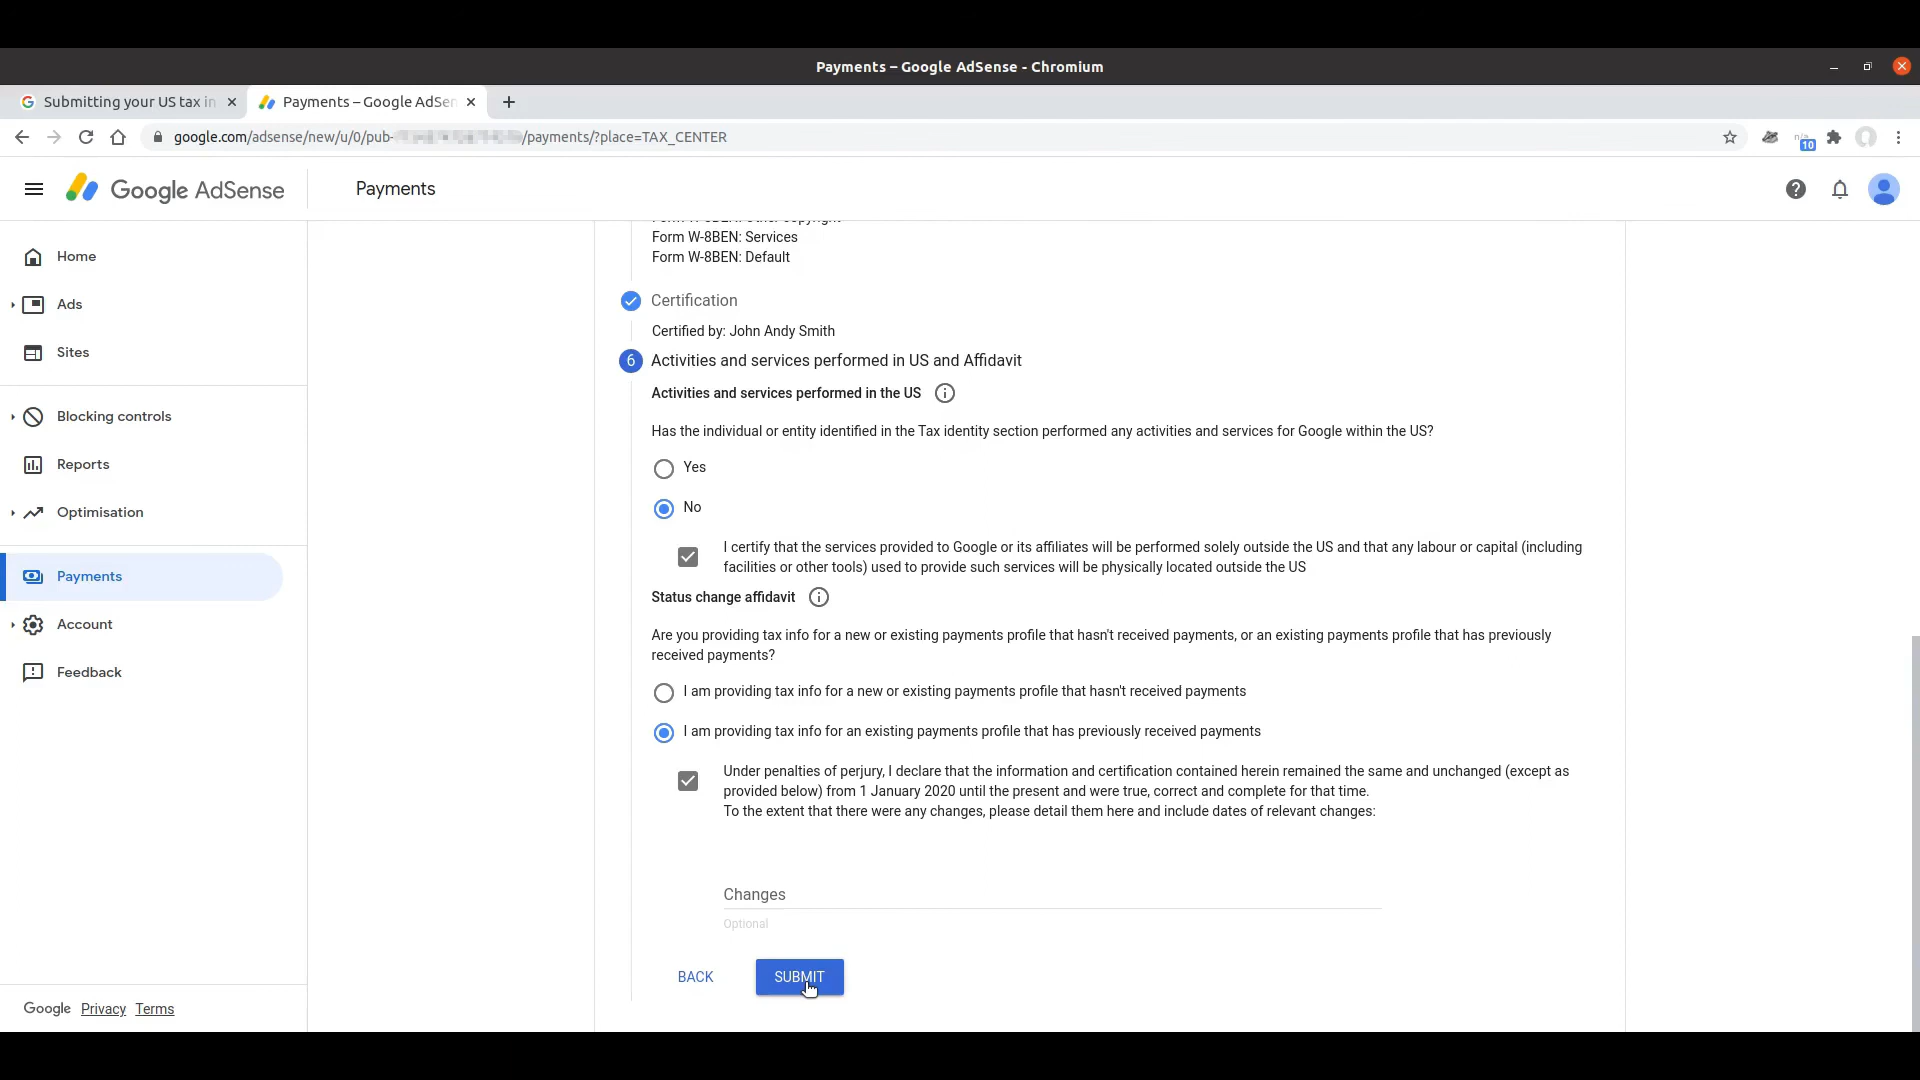 Payments – Google AdSense - Chromium
Submitting your US tax in
Payments – Google AdSen
google.com/adsense/new/u/0/pub-
/payments/?place=TAX_CENTER
10
Google AdSense
Payments
Home
Ads
Sites
Blocking controls
Reports
Optimisation
Payments
Account
Feedback
Google Privacy Terms
Form W-8BEN: Other Copyright
Form W-8BEN: Services
Form W-8BEN: Default
Certification
Certified by: John Andy Smith
6 Activities and services performed in US and Affidavit
Activities and services performed in the US
Has the individual or entity identified in the Tax identity section performed any activities and services for Google within the US?
Yes
No
I certify that the services provided to Google or its affiliates will be performed solely outside the US and that any labour or capital (including
facilities or other tools) used to provide such services will be physically located outside the US
Status change affidavit
Are you providing tax info for a new or existing payments profile that hasn't received payments, or an existing payments profile that has previously
received payments?
I am providing tax info for a new or existing payments profile that hasn't received payments
I am providing tax info for an existing payments profile that has previously received payments
Under penalties of perjury, I declare that the information and certification contained herein remained the same and unchanged (except as
provided below) from 1 January 2020 until the present and were true, correct and complete for that time.
To the extent that there were any changes, please detail them here and include dates of relevant changes:
Changes
Optional
BACK
SUBMIT